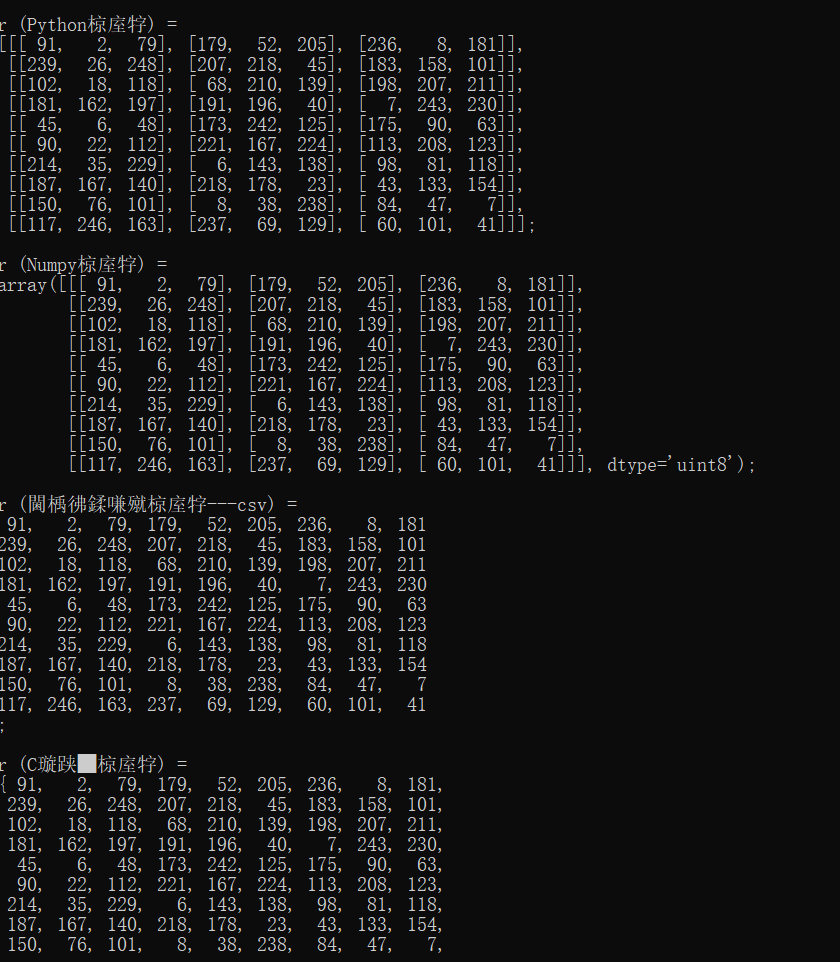 r (Python椋庢牸) =
[[[ 91,   2,  79], [179,  52, 205], [236,   8, 181]],
 [[239,  26, 248], [207, 218,  45], [183, 158, 101]],
 [[102,  18, 118], [ 68, 210, 139], [198, 207, 211]],
 [[181, 162, 197], [191, 196,  40], [  7, 243, 230]],
 [[ 45,   6,  48], [173, 242, 125], [175,  90,  63]],
 [[ 90,  22, 112], [221, 167, 224], [113, 208, 123]],
 [[214,  35, 229], [  6, 143, 138], [ 98,  81, 118]],
 [[187, 167, 140], [218, 178,  23], [ 43, 133, 154]],
 [[150,  76, 101], [  8,  38, 238], [ 84,  47,   7]],
 [[117, 246, 163], [237,  69, 129], [ 60, 101,  41]]];
r (Numpy椋庢牸) =
array([[[ 91,   2,  79], [179,  52, 205], [236,   8, 181]],
       [[239,  26, 248], [207, 218,  45], [183, 158, 101]],
       [[102,  18, 118], [ 68, 210, 139], [198, 207, 211]],
       [[181, 162, 197], [191, 196,  40], [  7, 243, 230]],
       [[ 45,   6,  48], [173, 242, 125], [175,  90,  63]],
       [[ 90,  22, 112], [221, 167, 224], [113, 208, 123]],
       [[214,  35, 229], [  6, 143, 138], [ 98,  81, 118]],
       [[187, 167, 140], [218, 178,  23], [ 43, 133, 154]],
       [[150,  76, 101], [  8,  38, 238], [ 84,  47,   7]],
       [[117, 246, 163], [237,  69, 129], [ 60, 101,  41]]], dtype='uint8');
r (閫楀彿鍒嗛殧椋庢牸---csv) =
 91,   2,  79, 179,  52, 205, 236,   8, 181
239,  26, 248, 207, 218,  45, 183, 158, 101
102,  18, 118,  68, 210, 139, 198, 207, 211
181, 162, 197, 191, 196,  40,   7, 243, 230
 45,   6,  48, 173, 242, 125, 175,  90,  63
 90,  22, 112, 221, 167, 224, 113, 208, 123
214,  35, 229,   6, 143, 138,  98,  81, 118
187, 167, 140, 218, 178,  23,  43, 133, 154
150,  76, 101,   8,  38, 238,  84,  47,   7
117, 246, 163, 237,  69, 129,  60, 101,  41
;
r (C璇跌██椋庢牸) =
{ 91,   2,  79, 179,  52, 205, 236,   8, 181,
 239,  26, 248, 207, 218,  45, 183, 158, 101,
 102,  18, 118,  68, 210, 139, 198, 207, 211,
 181, 162, 197, 191, 196,  40,   7, 243, 230,
  45,   6,  48, 173, 242, 125, 175,  90,  63,
  90,  22, 112, 221, 167, 224, 113, 208, 123,
 214,  35, 229,   6, 143, 138,  98,  81, 118,
 187, 167, 140, 218, 178,  23,  43, 133, 154,
 150,  76, 101,   8,  38, 238,  84,  47,   7,